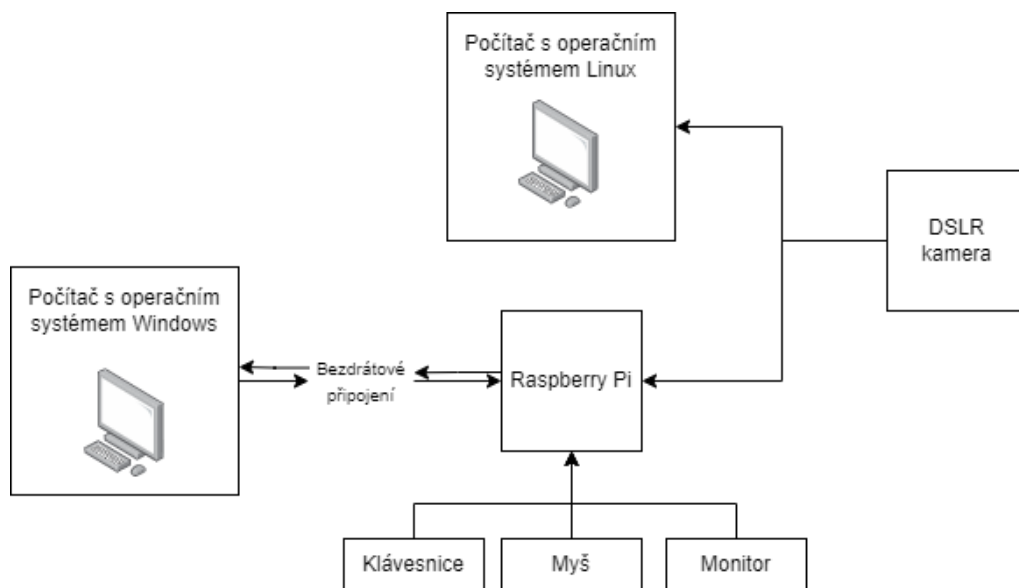 Počítač s operačním
systémem Linux
DSLR
kamera
Počítač s operačním
systémem Windows
Bezdrátové
připojení
Raspberry Pi
Klávesnice
Myš
Monitor